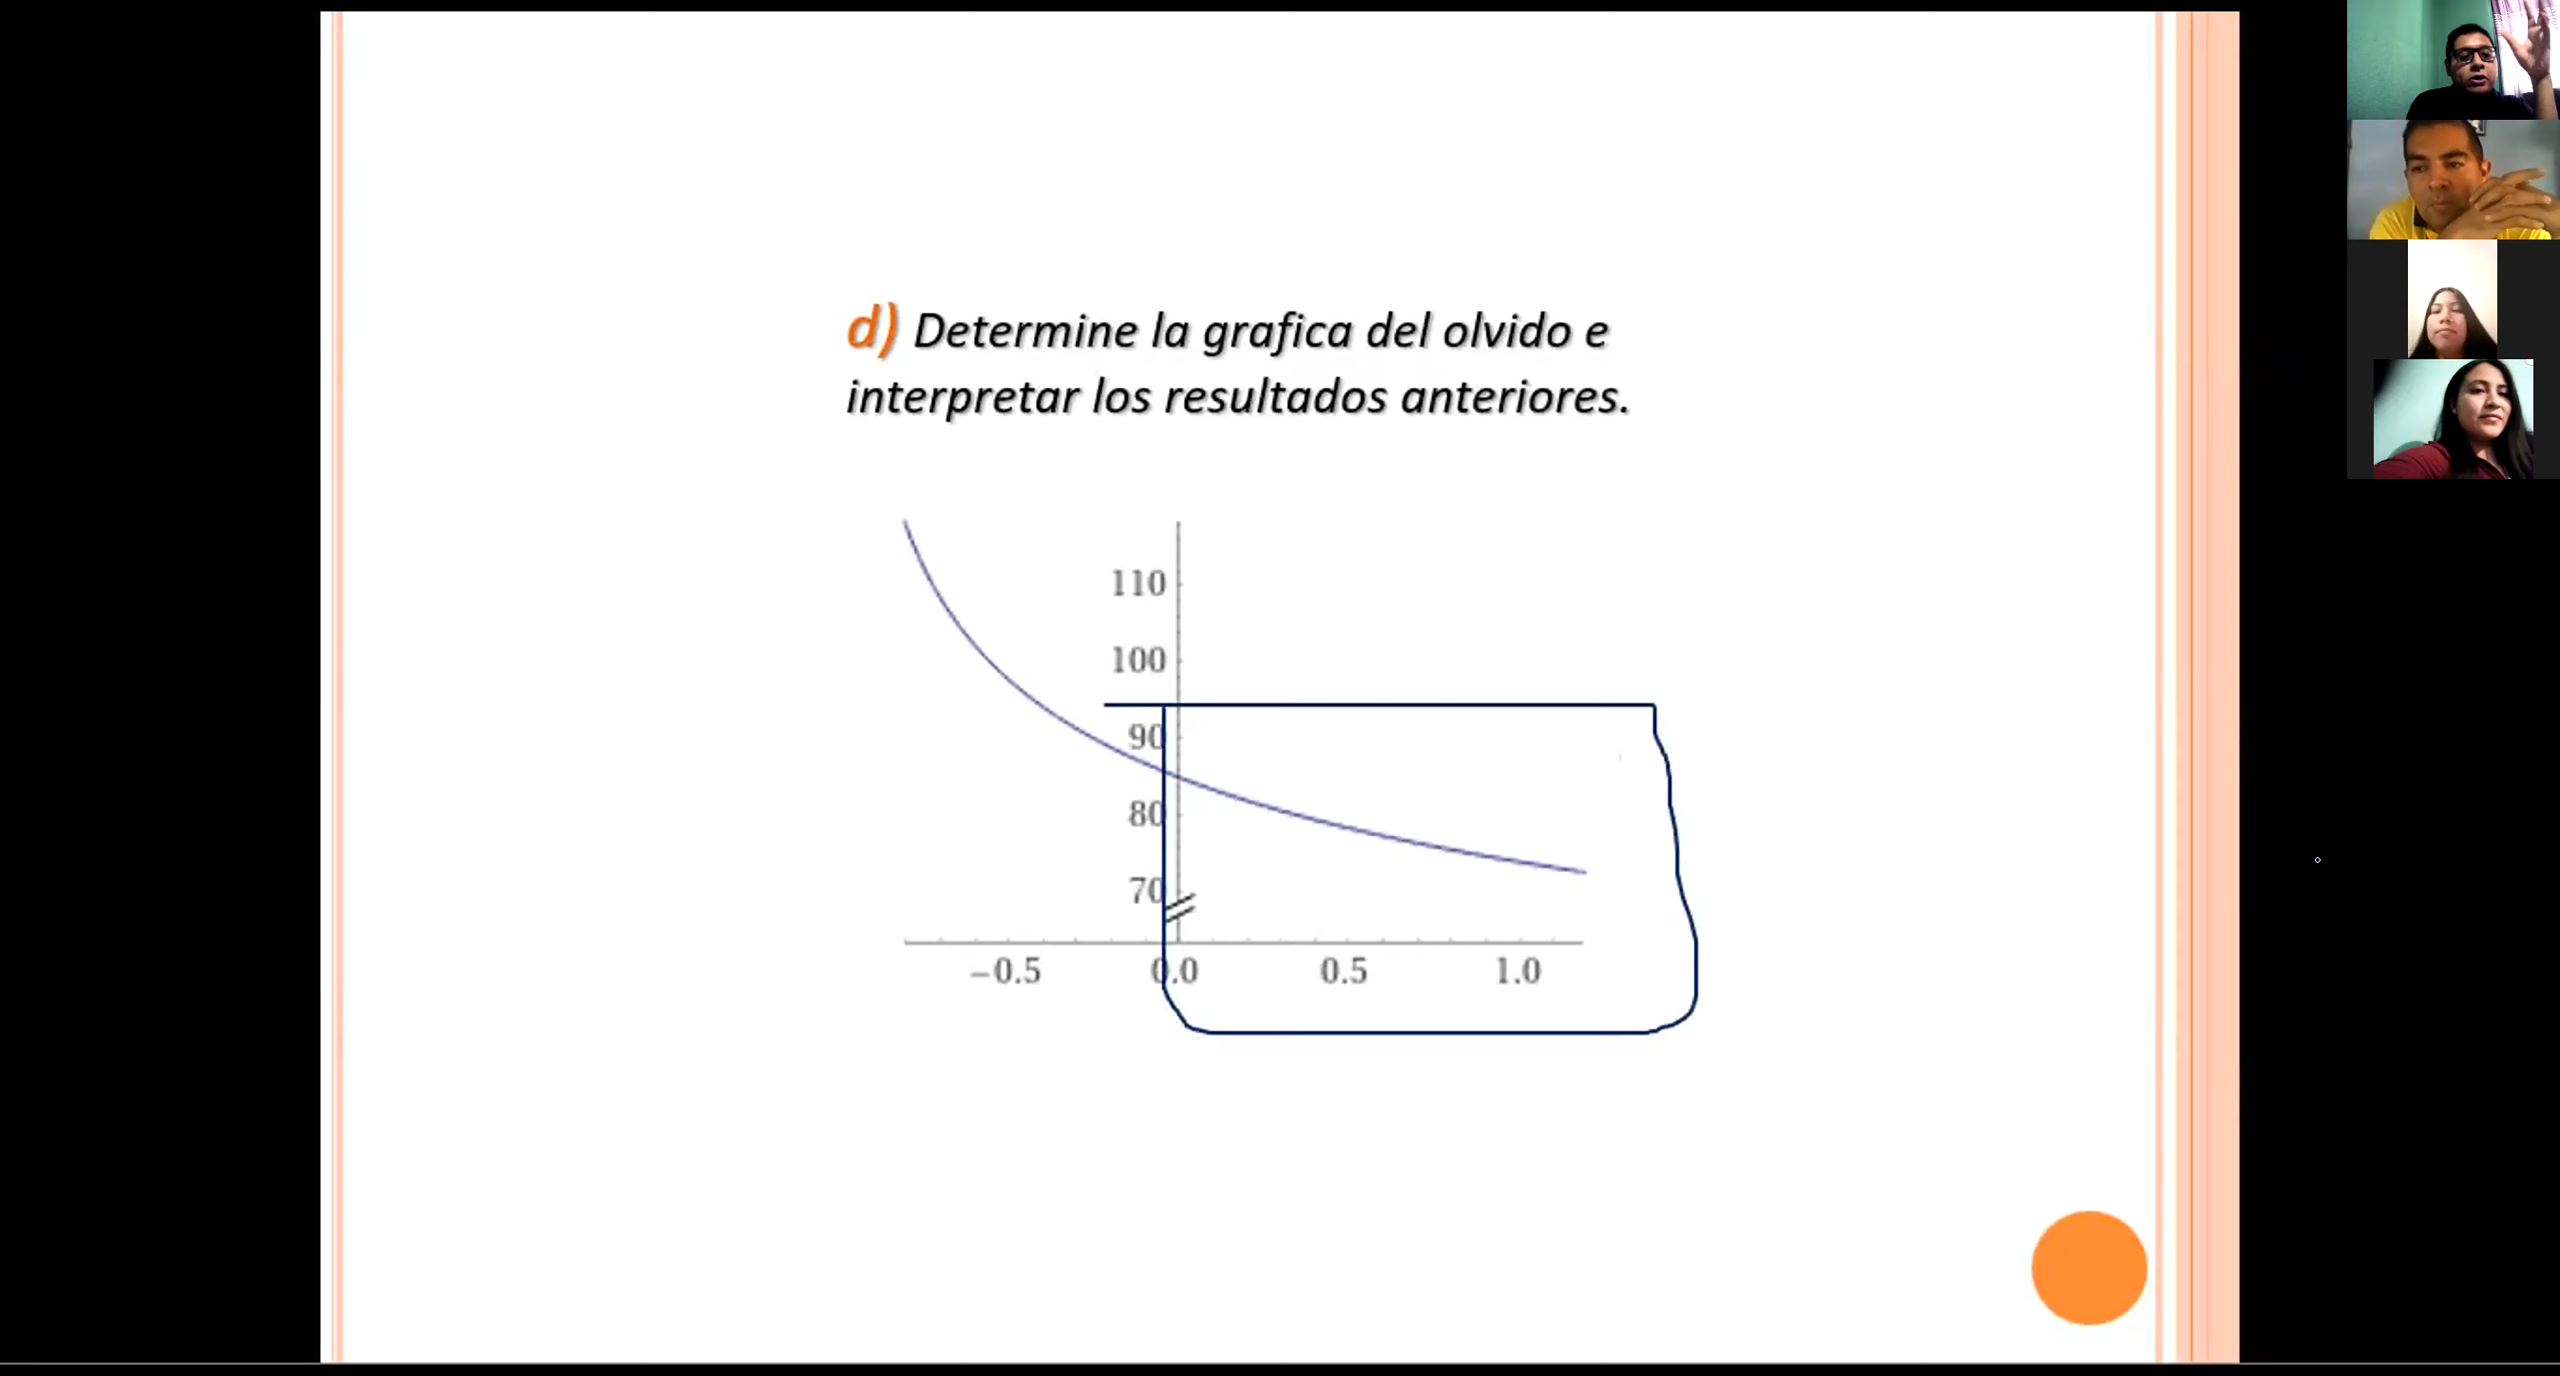 d) Determine la grafica del olvido e
interpretar los resultados anteriores.
110
100
90
80
70
−0.5 0.0 0.5 1.0